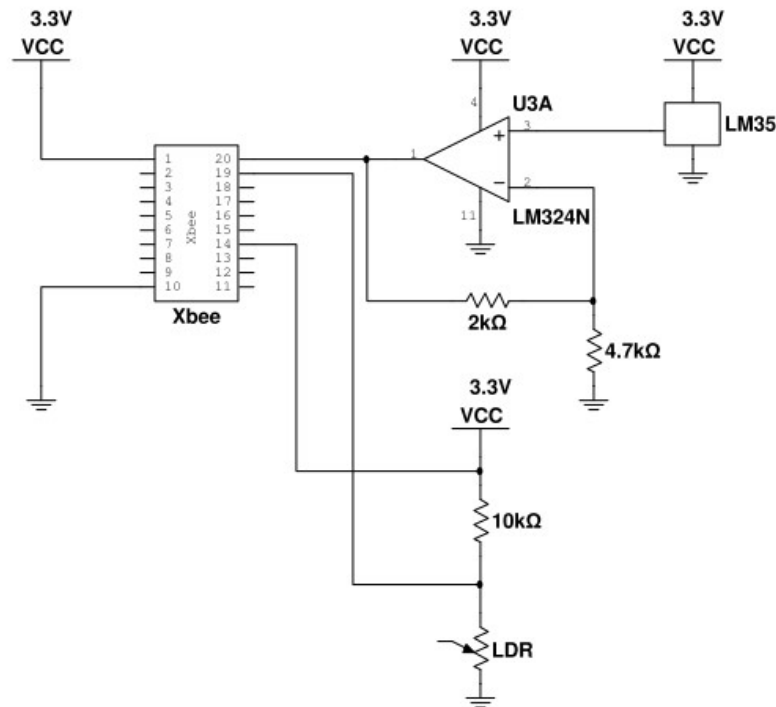 3.3V
VCC
3.3V
VCC
3.3V
VCC
4
U3A
3
LM35
1
+
−
2
11
LM324N
1 20
2 19
3 18
4 17
5 16
6 15
7 14
8 13
9 12
10 11
Xbee
Xbee
2kΩ
4.7kΩ
3.3V
VCC
10kΩ
LDR